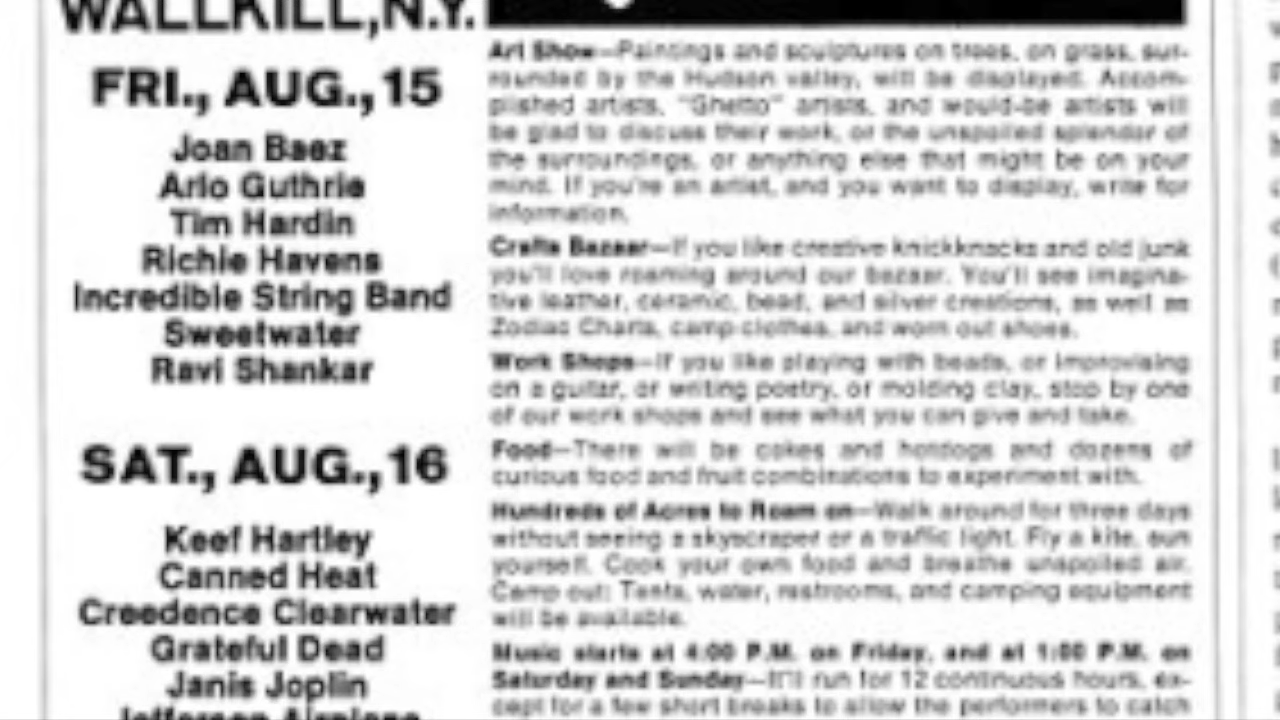 WALLKILL, N.Y.
FRI., AUG., 15
Joan Baez
Arlo Guthrie
Tim Hardin
Richie Havens
Incredible String Band
Sweetwater
Ravi Shankar
SAT., AUG., 16
Keef Hartley
Canned Heat
Creedence Clearwater
Grateful Dead
Janis Joplin
Jefferson Airplane
Art Show—Paintings and sculptures on trees, on grass, sur-
rounded by the Hudson valley, will be displayed. Accom-
plished artists, "Ghetto" artists, and would-be artists will
be glad to discuss their work, or the unspoiled splendor of
the surroundings, or anything else that might be on your
mind. If you're an artist, and you want to display, write for
information.
Crafts Bazaar—If you like creative knickknacks and old junk
you'll love roaming around our bazaar. You'll see imagina-
tive leather, ceramic, bead, and silver creations, as well as
Zodiac Charts, camp clothes, and worn out shoes.
Work Shops—If you like playing with beads, or improvising
on a guitar, or writing poetry, or molding clay, stop by one
of our work shops and see what you can give and take.
Food—There will be cokes and hotdogs and dozens of
curious food and fruit combinations to experiment with.
Hundreds of Acres to Roam on—Walk around for three days
without seeing a skyscraper or a traffic light. Fly a kite, sun
yourself. Cook your own food and breathe unspoiled air.
Camp out: Tents, water, restrooms, and camping equipment
will be available.
Music starts at 4:00 P.M. on Friday, and at 1:00 P.M. on
Saturday and Sunday—It'll run for 12 continuous hours, ex-
cept for a few short breaks to allow the performers to catch